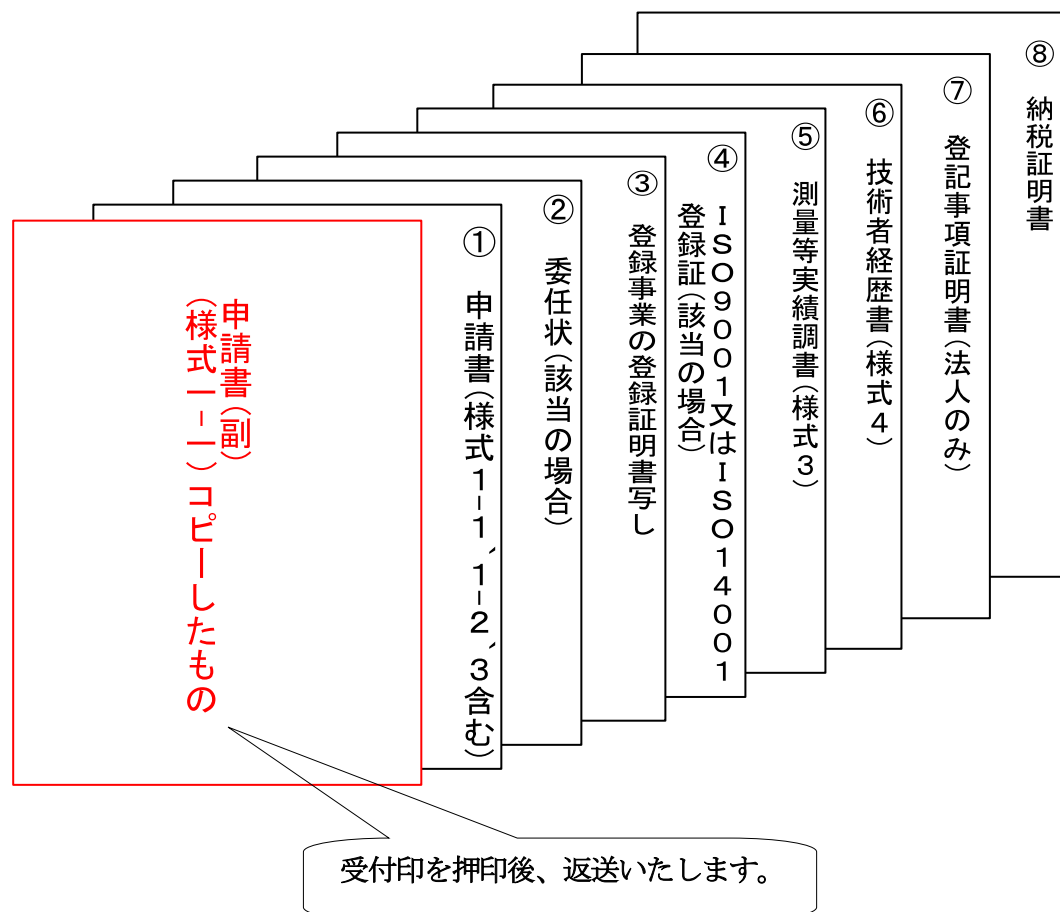 申請書(副)
(様式一-一)コピーしたもの
① 申請書(様式1-1、1-2、3含む)
② 委任状(該当の場合)
③ 登録事業の登録証明書写し
④ ISO9001又はISO14001
登録証(該当の場合)
⑤ 測量等実績調書(様式3)
⑥ 技術者経歴書(様式4)
⑦ 登記事項証明書(法人のみ)
⑧ 納税証明書
受付印を押印後、返送いたします。